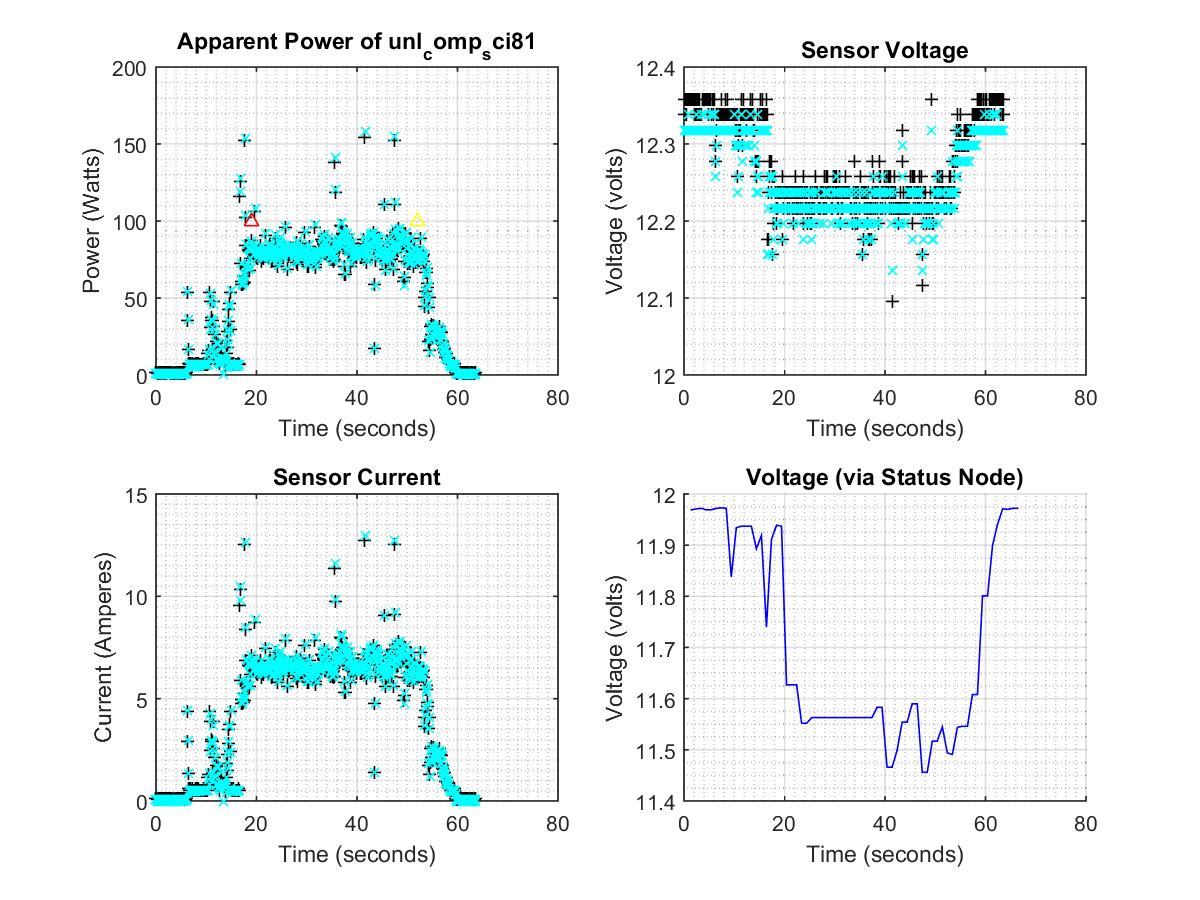 Apparent Power of unl_comp_sci81
200
150
100
50
0
Power (Watts)
0 20 40 60 80
Time (seconds)
Sensor Voltage
12.4
12.3
12.2
12.1
12
Voltage (volts)
0 20 40 60 80
Time (seconds)
Sensor Current
15
10
5
0
Current (Amperes)
0 20 40 60 80
Time (seconds)
Voltage (via Status Node)
12
11.9
11.8
11.7
11.6
11.5
11.4
Voltage (volts)
0 20 40 60 80
Time (seconds)